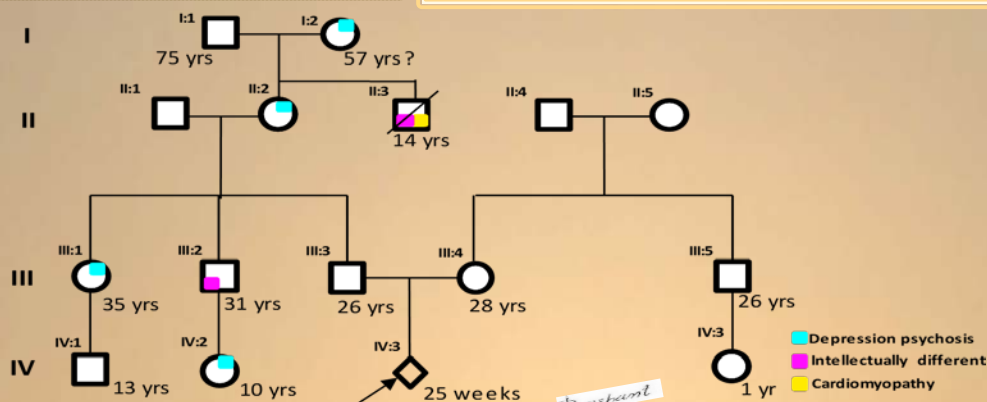 I
I:1
I:2
75 yrs
57 yrs ?
II
II:1
II:2
II:3
II:4
II:5
14 yrs
III
III:1
III:2
III:3
III:4
III:5
35 yrs
31 yrs
26 yrs
28 yrs
26 yrs
IV
IV:1
IV:2
IV:3
IV:3
13 yrs
10 yrs
25 weeks
1 yr
Depression psychosis
Intellectually different
Cardiomyopathy